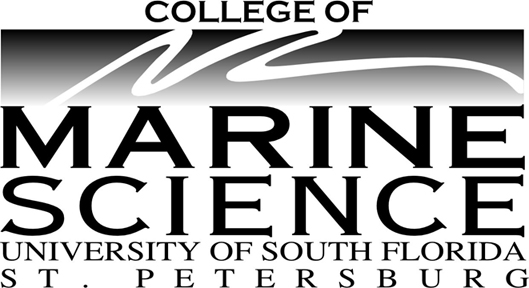 COLLEGE OF
MARINE
SCIENCE
UNIVERSITY OF SOUTH FLORIDA
ST. PETERSBURG